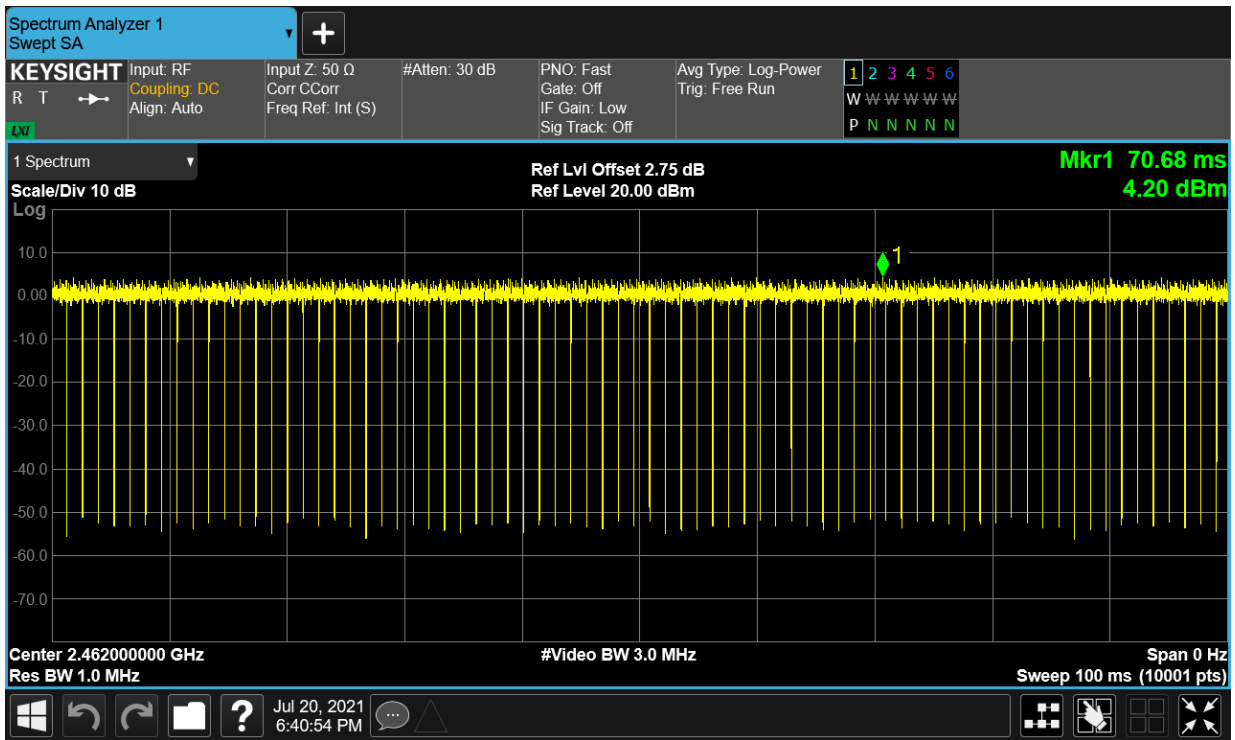 Spectrum Analyzer 1
Swept SA
▼
+
KEYSIGHT
R T
LXI
Input: RF
Coupling: DC
Align: Auto
Input Z: 50 Ω
Corr CCorr
Freq Ref: Int (S)
#Atten: 30 dB
PNO: Fast
Gate: Off
IF Gain: Low
Sig Track: Off
Avg Type: Log-Power
Trig: Free Run
1 2 3 4 5 6
W W W W W W
P N N N N N
1 Spectrum ▼
Scale/Div 10 dB
Log
Ref Lvl Offset 2.75 dB
Ref Level 20.00 dBm
Mkr1 70.68 ms
4.20 dBm
1
10.0
0.00
-10.0
-20.0
-30.0
-40.0
-50.0
-60.0
-70.0
Center 2.462000000 GHz
Res BW 1.0 MHz
#Video BW 3.0 MHz
Span 0 Hz
Sweep 100 ms (10001 pts)
?
Jul 20, 2021
6:40:54 PM